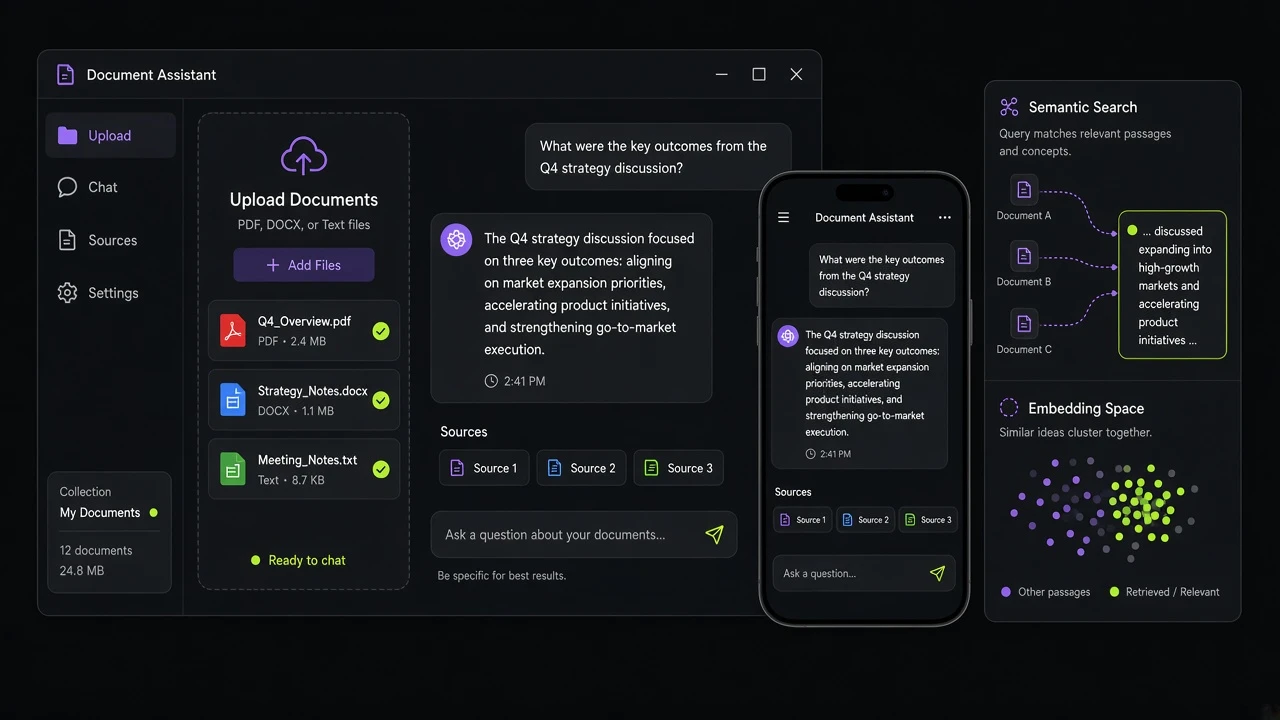 Document Assistant
Upload
Chat
Sources
Settings
Collection
My Documents
12 documents
24.8 MB
Upload Documents
PDF, DOCX, or Text files
+ Add Files
Q4_Overview.pdf
PDF • 2.4 MB
Strategy_Notes.docx
DOCX • 1.1 MB
Meeting_Notes.txt
Text • 8.7 KB
Ready to chat
What were the key outcomes from the
Q4 strategy discussion?
The Q4 strategy discussion focused
on three key outcomes: aligning
on market expansion priorities,
accelerating product initiatives,
and strengthening go-to-market
execution.
2:41 PM
Sources
Source 1
Source 2
Source 3
Ask a question about your documents...
Be specific for best results.
Document Assistant
What were the key outcomes
from the Q4 strategy
discussion?
The Q4 strategy discussion
focused on three key outcomes:
aligning on market expansion
priorities, accelerating
product initiatives, and
strengthening go-to-market
execution.
2:41 PM
Sources
Source 1
Source 2
Source 3
Ask a question...
Semantic Search
Query matches relevant passages
and concepts.
Document A
Document B
Document C
... discussed
expanding into
high-growth
markets and
accelerating
product
initiatives ...
Embedding Space
Similar ideas cluster together.
Other passages
Retrieved / Relevant